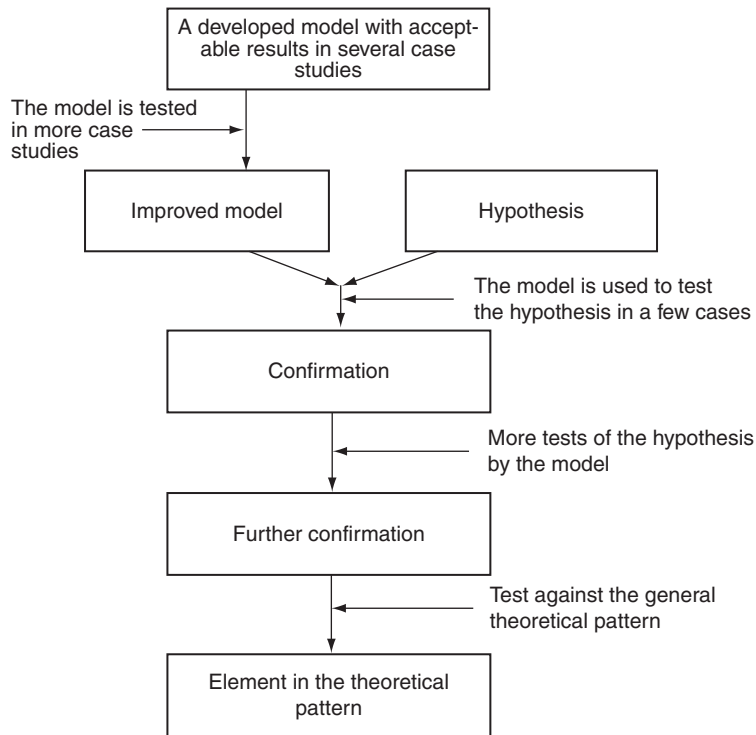 A developed model with accept-
able results in several case
studies
The model is tested
in more case
studies
Improved model
Hypothesis
The model is used to test
the hypothesis in a few cases
Confirmation
More tests of the hypothesis
by the model
Further confirmation
Test against the general
theoretical pattern
Element in the theoretical
pattern